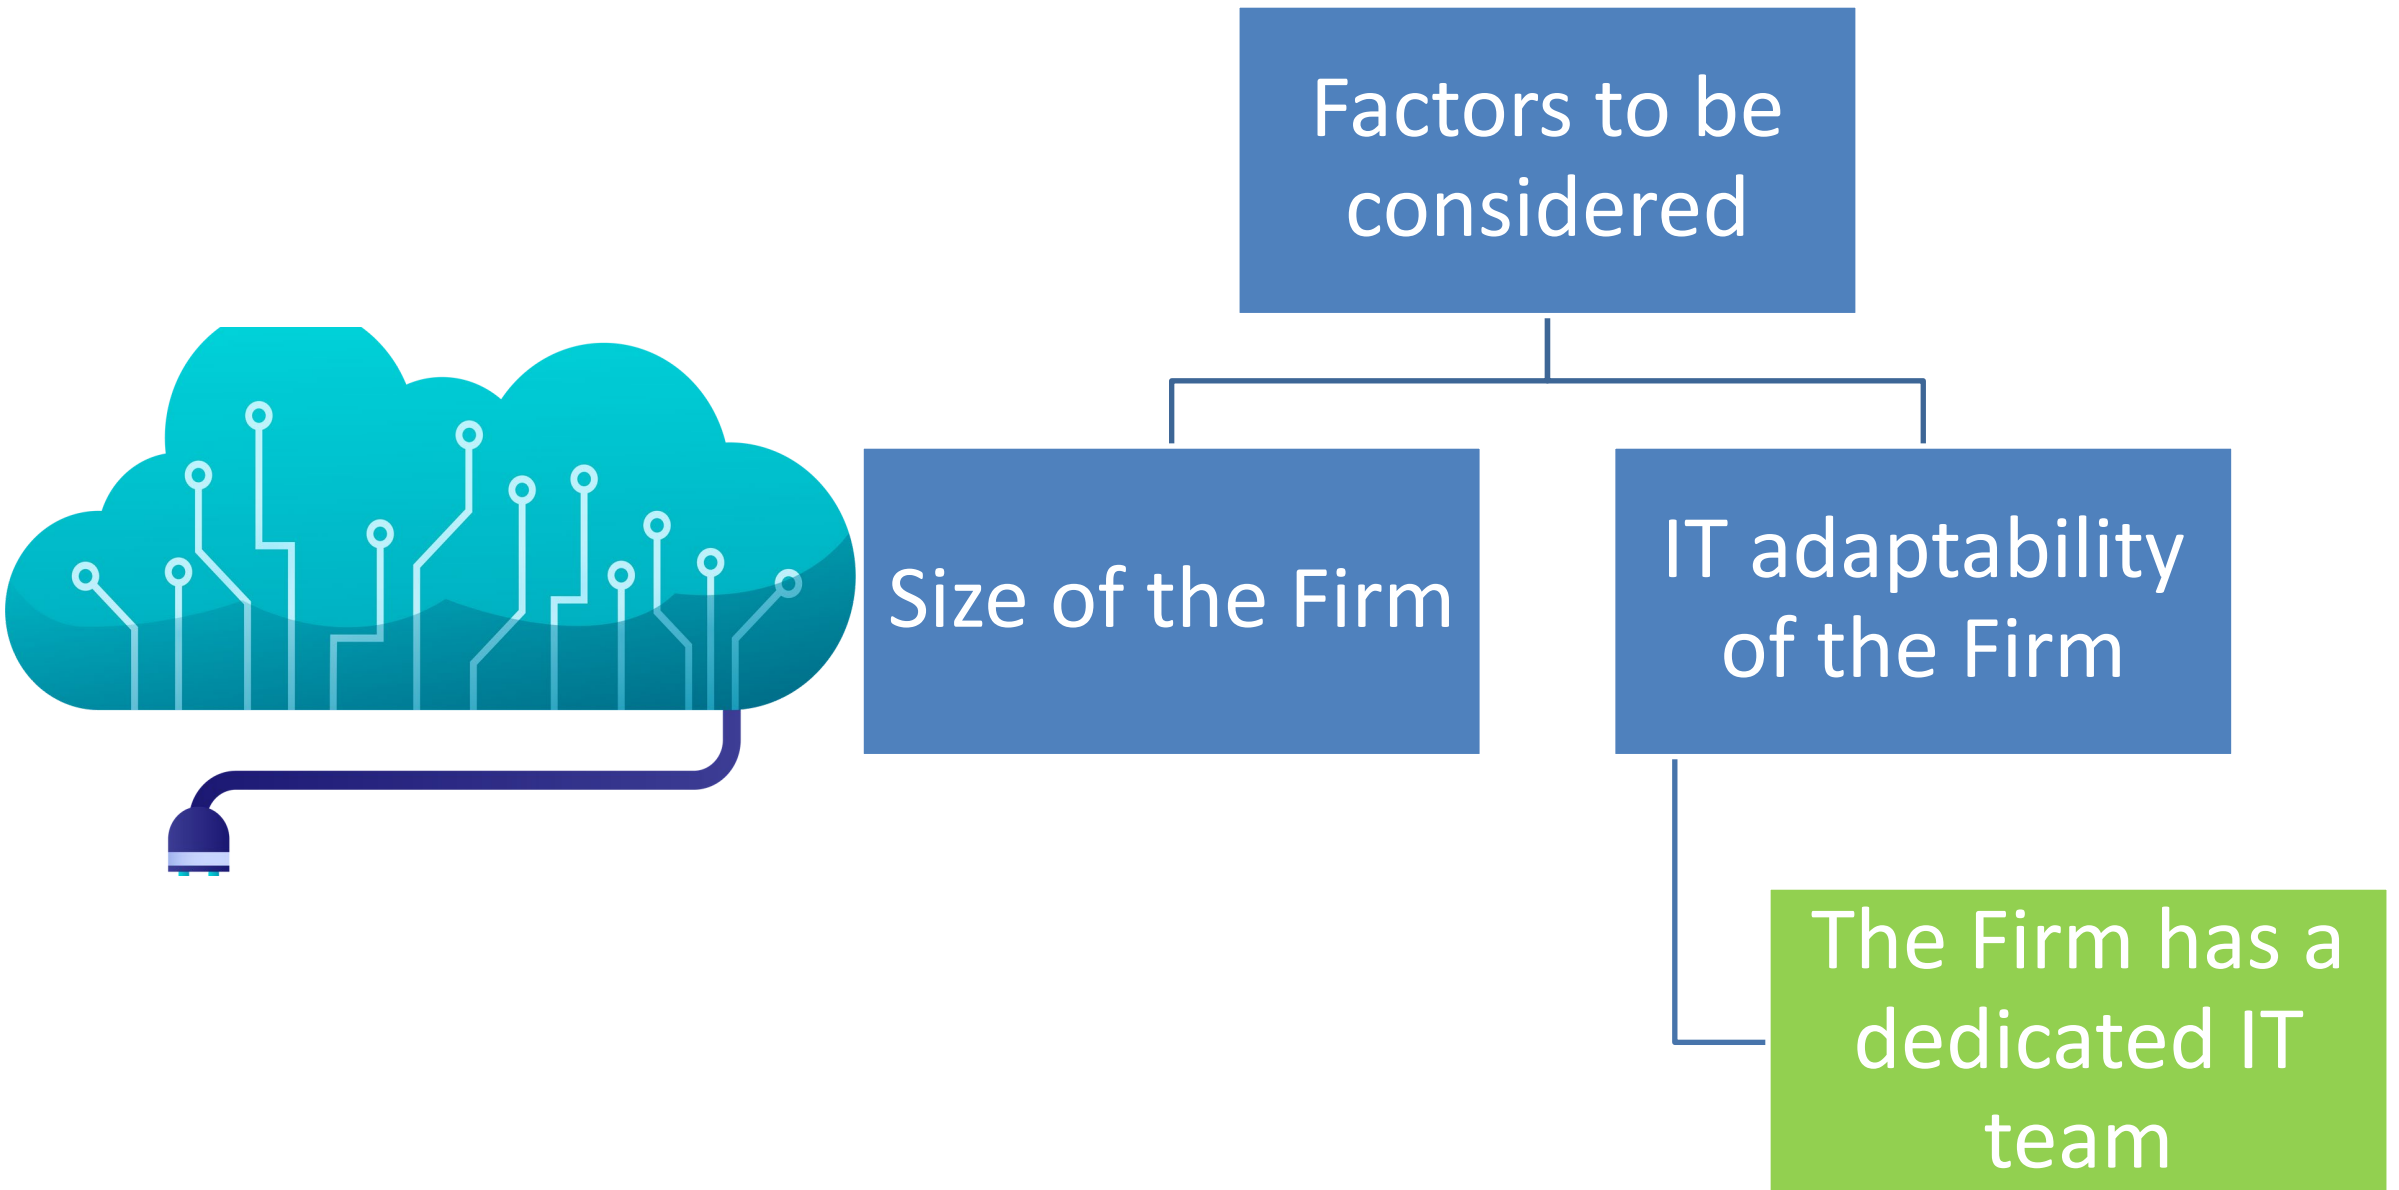 Factors to be
considered
Size of the Firm
IT adaptability
of the Firm
The Firm has a
dedicated IT
team